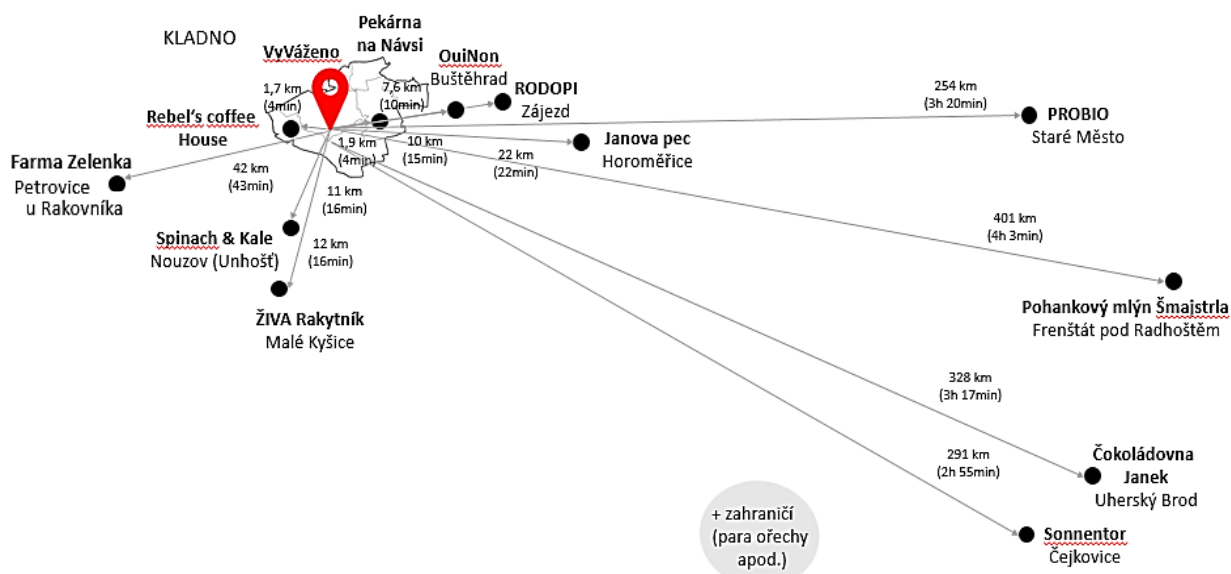 KLADNO
VyVáženo
Pekárna
na Návsi
OuiNon
Buštěhrad
RODOPI
Zájezd
1,7 km
(4min)
7,6 km
(10min)
254 km
(3h 20min)
PROBIO
Staré Město
Rebel's coffee
House
1,9 km
(4min)
10 km
(15min)
22 km
(22min)
Janova pec
Horoměřice
Farma Zelenka
Petrovice
u Rakovníka
42 km
(43min)
11 km
(16min)
Spinach & Kale
Nouzov (Unhošť)
12 km
(16min)
401 km
(4h 3min)
ŽIVA Rakytník
Malé Kyšice
Pohankový mlýn Šmajstrla
Frenštát pod Radhoštěm
328 km
(3h 17min)
291 km
(2h 55min)
Čokoládovna
Janek
Uherský Brod
+ zahraničí
(para ořechy
apod.)
Sonnentor
Čejkovice